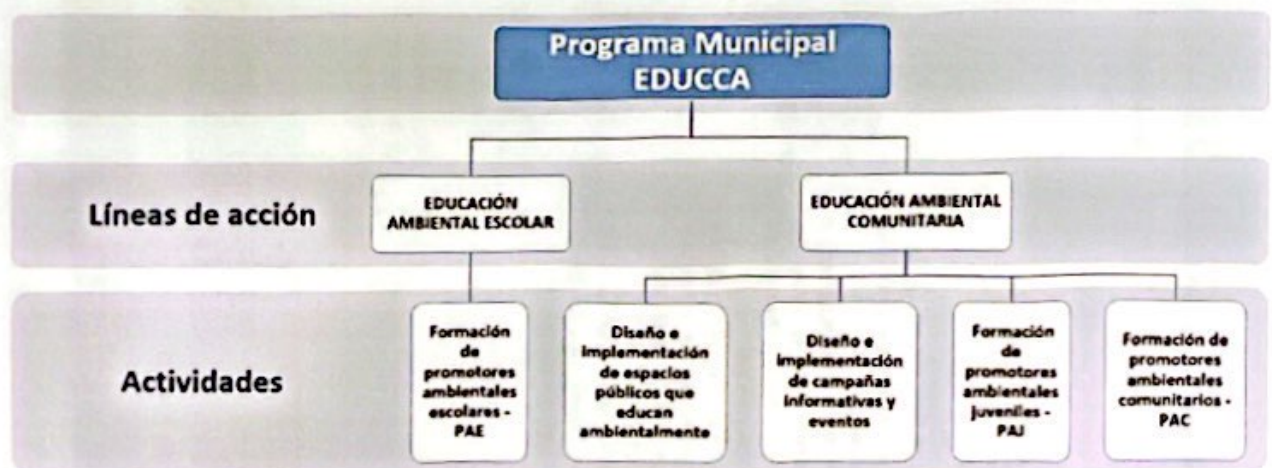 Programa Municipal
EDUCCA
Líneas de acción
EDUCACIÓN
AMBIENTAL ESCOLAR
EDUCACIÓN AMBIENTAL
COMUNITARIA
Actividades
Formación
de
promotores
ambientales
escolares -
PAE
Diseño e
implementación
de espacios
públicos que
educan
ambientalmente
Diseño e
implementación
de campañas
informativas y
eventos
Formación
de
promotores
ambientales
juveniles -
PAJ
Formación de
promotores
ambientales
comunitarios -
PAC